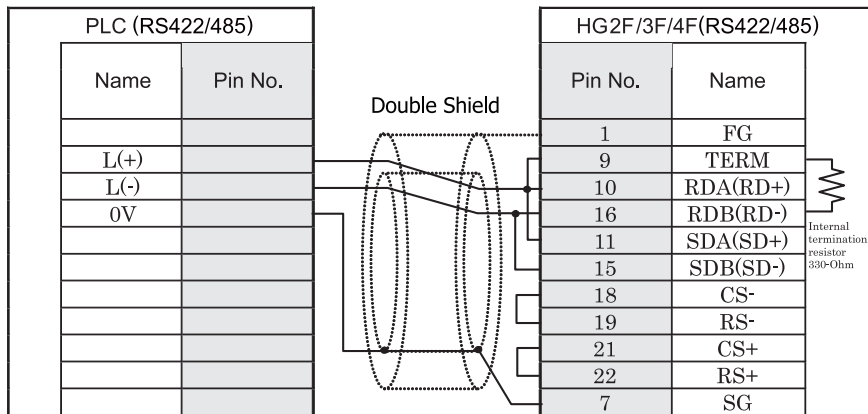 PLC (RS422/485)
HG2F/3F/4F(RS422/485)
Name Pin No.
Pin No. Name
Double Shield
1 FG
L(+) 9 TERM
L(-) 10 RDA(RD+)
0V 16 RDB(RD-)
11 SDA(SD+)
15 SDB(SD-)
18 CS-
19 RS-
21 CS+
22 RS+
7 SG
Internal
termination
resistor
330-Ohm